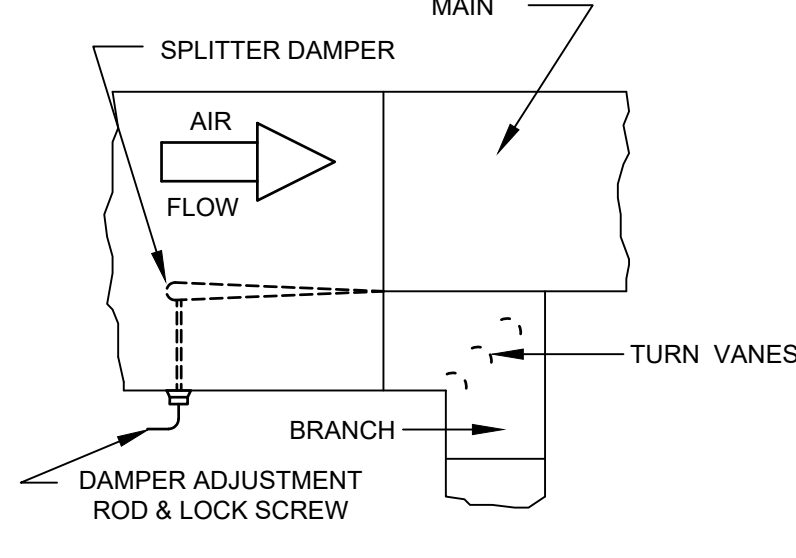 MAIN
SPLITTER DAMPER
AIR
FLOW
TURN VANES
BRANCH
DAMPER ADJUSTMENT
ROD & LOCK SCREW